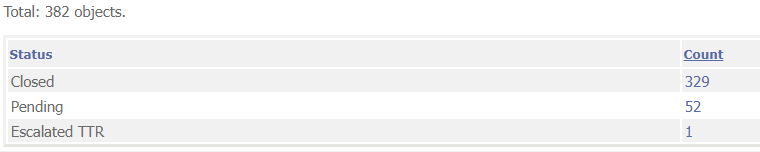 Total: 382 objects.
Status Count
Closed 329
Pending 52
Escalated TTR 1